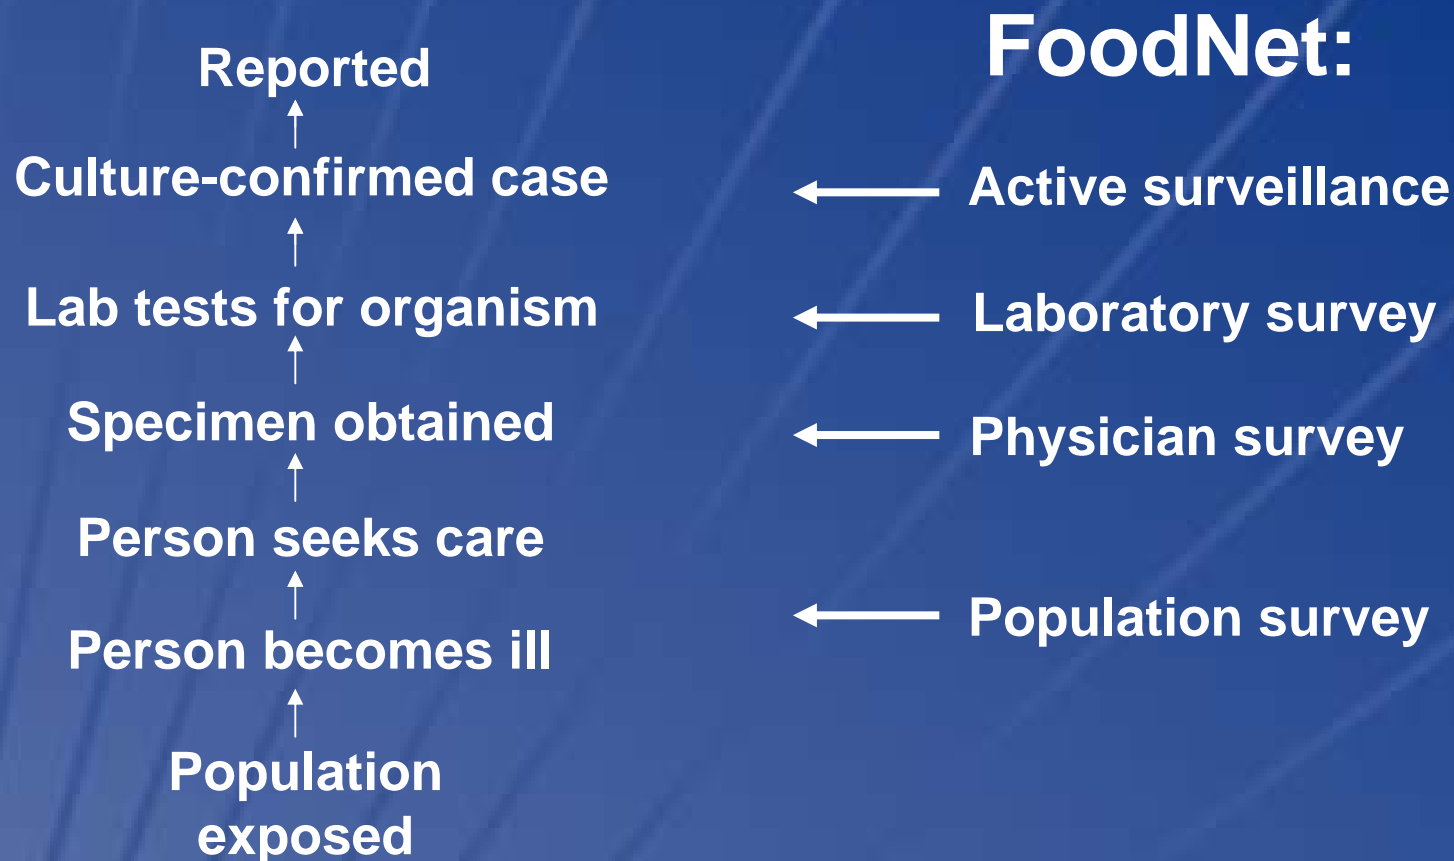 Reported
Culture-confirmed case
Lab tests for organism
Specimen obtained
Person seeks care
Person becomes ill
Population
exposed
FoodNet:
Active surveillance
Laboratory survey
Physician survey
Population survey